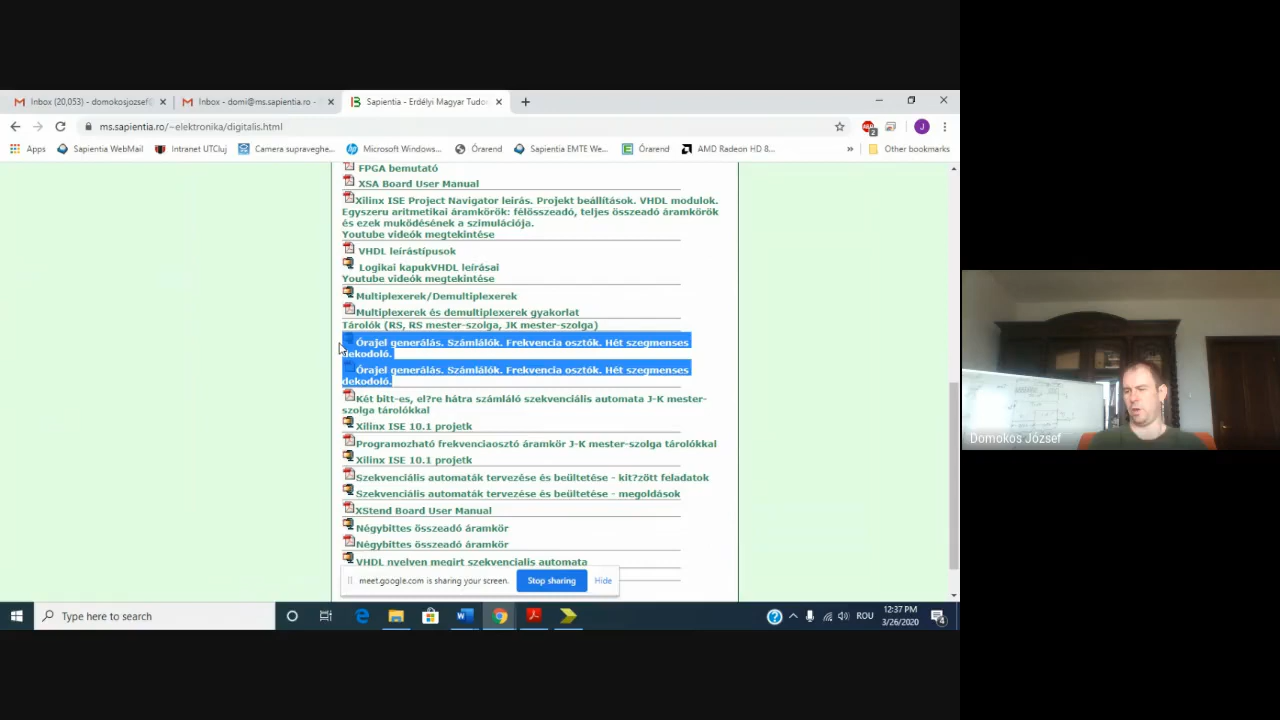 Inbox (20,053) - domokosjozsef
Inbox - domi@ms.sapientia.ro -
Sapientia - Erdélyi Magyar Tudor
ms.sapientia.ro/~elektronika/digitalis.html
2
J
Apps
Sapientia WebMail
Intranet UTCluj
Camera supraveghe...
Microsoft Windows...
Órarend
Sapientia EMTE We...
Órarend
AMD Radeon HD 8...
»
Other bookmarks
FPGA bemutató
XSA Board User Manual
Xilinx ISE Project Navigator leirás. Projekt beállítások. VHDL modulok.
Egyszeru aritmetikai áramkörök: félösszeadó, teljes összeadó áramkörök
és ezek muködésének a szimulációja.
Youtube videók megtekintése
VHDL leírástípusok
Logikai kapukVHDL leírásai
Youtube videók megtekintése
Multiplexerek/Demultiplexerek
Multiplexerek és demultiplexerek gyakorlat
Tárolók (RS, RS mester-szolga, JK mester-szolga)
Órajel generálás. Számlálók. Frekvencia osztók. Hét szegmenses
dekodoló.
Órajel generálás. Számlálók. Frekvencia osztók. Hét szegmenses
dekodoló.
Két bitt-es, el?re hátra számláló szekvenciális automata J-K mester-
szolga tárolókkal
Xilinx ISE 10.1 projetk
Programozható frekvenciaosztó áramkör J-K mester-szolga tárolókkal
Xilinx ISE 10.1 projetk
Szekvenciális automaták tervezése és beültetése - kit?zött feladatok
Szekvenciális automaták tervezése és beültetése - megoldások
XStend Board User Manual
Négybittes összeadó áramkör
Négybittes összeadó áramkör
VHDL nyelven megirt szekvencialis automata
meet.google.com is sharing your screen.
Stop sharing
Hide
Domokos József
Type here to search
ROU
12:37 PM
3/26/2020
4